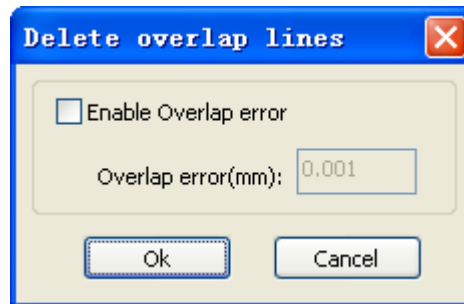 Delete overlap lines
Enable Overlap error
Overlap error(mm): 0.001
Ok Cancel